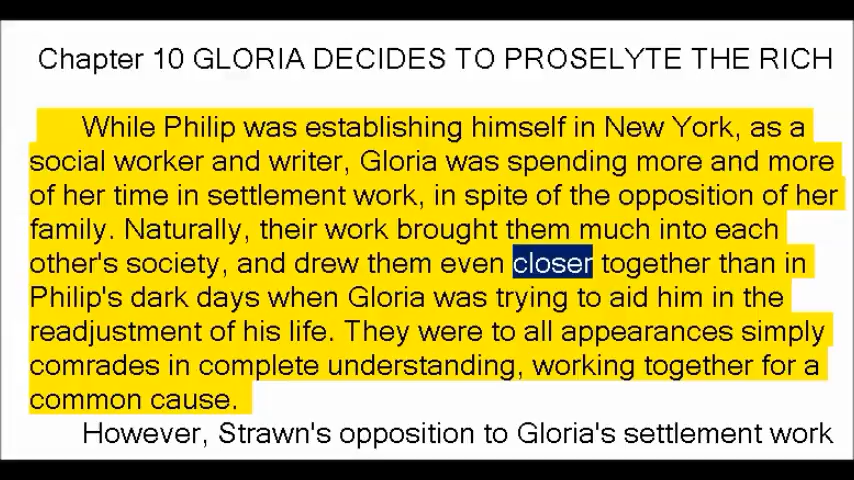 Chapter 10 GLORIA DECIDES TO PROSELYTE THE RICH
While Philip was establishing himself in New York, as a
social worker and writer, Gloria was spending more and more
of her time in settlement work, in spite of the opposition of her
family. Naturally, their work brought them much into each
other's society, and drew them even closer together than in
Philip's dark days when Gloria was trying to aid him in the
readjustment of his life. They were to all appearances simply
comrades in complete understanding, working together for a
common cause.
However, Strawn's opposition to Gloria's settlement work